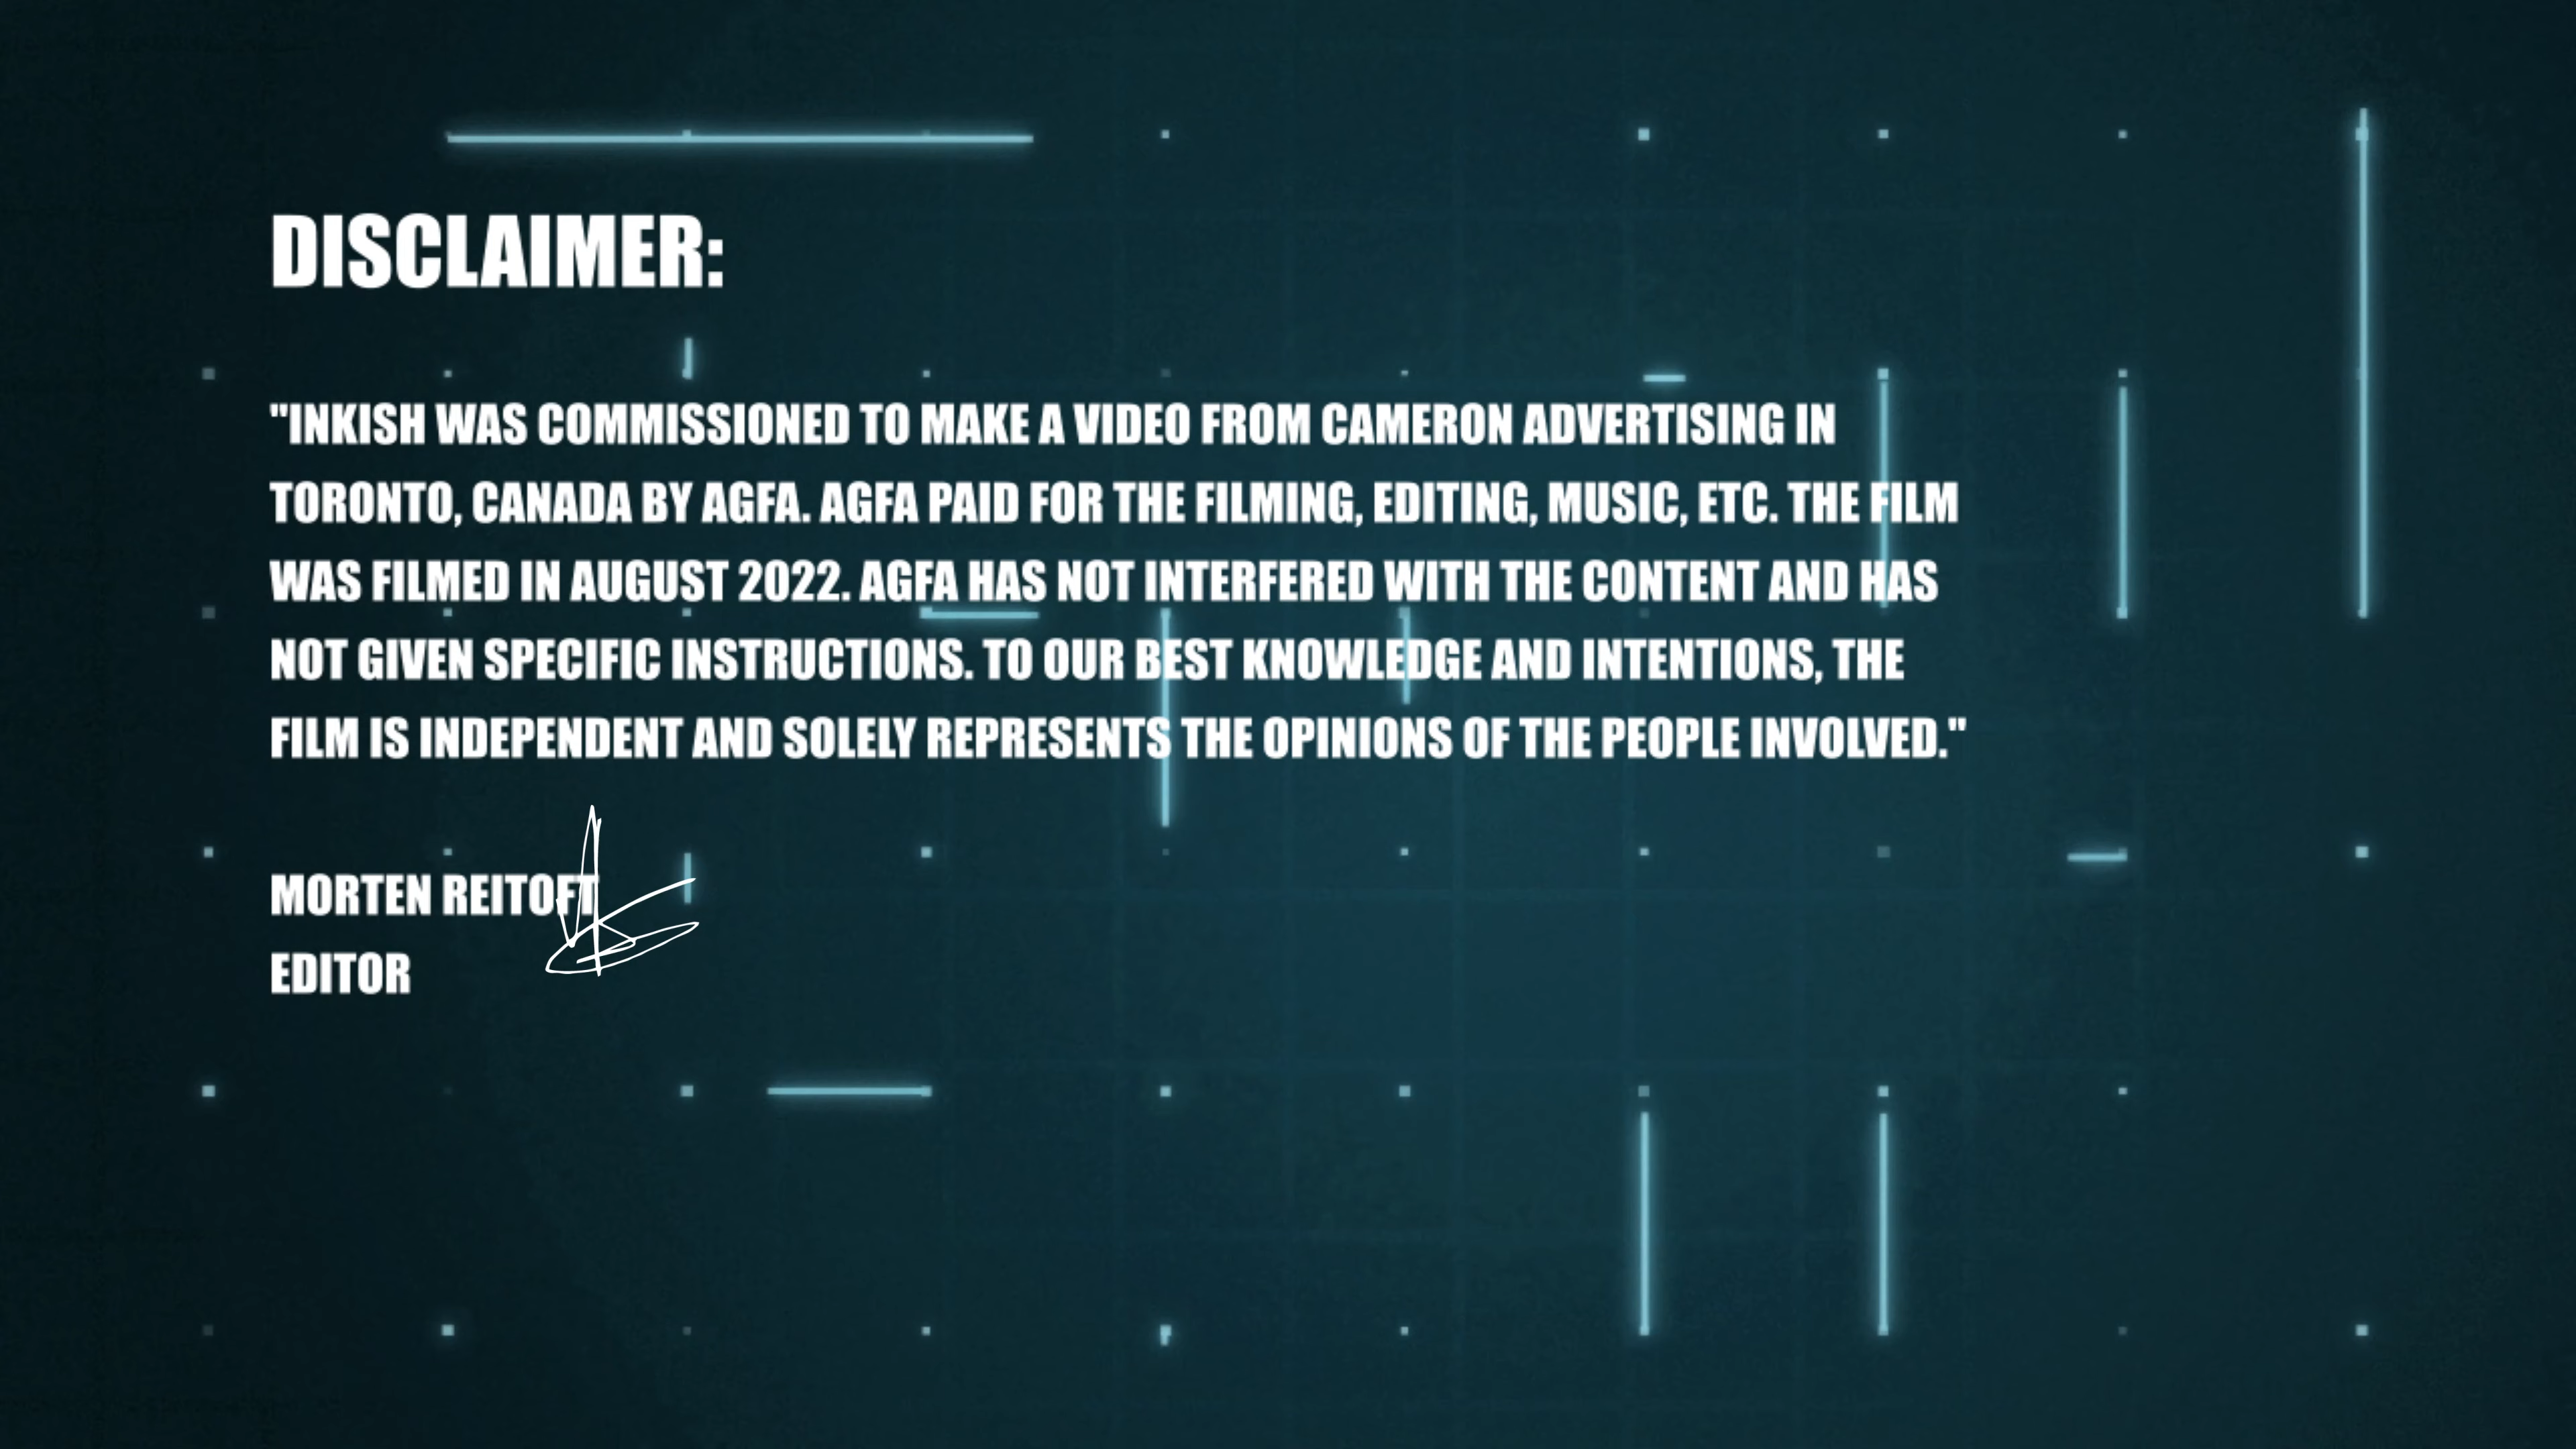 DISCLAIMER:
"INKISH WAS COMMISSIONED TO MAKE A VIDEO FROM CAMERON ADVERTISING IN
TORONTO, CANADA BY AGFA. AGFA PAID FOR THE FILMING, EDITING, MUSIC, ETC. THE FILM
WAS FILMED IN AUGUST 2022. AGFA HAS NOT INTERFERED WITH THE CONTENT AND HAS
NOT GIVEN SPECIFIC INSTRUCTIONS. TO OUR BEST KNOWLEDGE AND INTENTIONS, THE
FILM IS INDEPENDENT AND SOLELY REPRESENTS THE OPINIONS OF THE PEOPLE INVOLVED."
MORTEN REITOFT
EDITOR